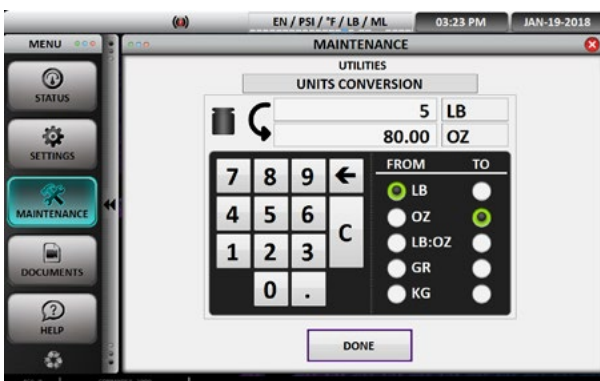 EN / PSI / °F / LB / ML 03:23 PM JAN-19-2018
MENU
MAINTENANCE
STATUS
SETTINGS
MAINTENANCE
DOCUMENTS
HELP
UTILITIES
UNITS CONVERSION
5 LB
80.00 OZ
FROM TO
7 8 9 ←
LB
4 5 6
OZ
C
LB:OZ
1 2 3
GR
0 .
KG
DONE